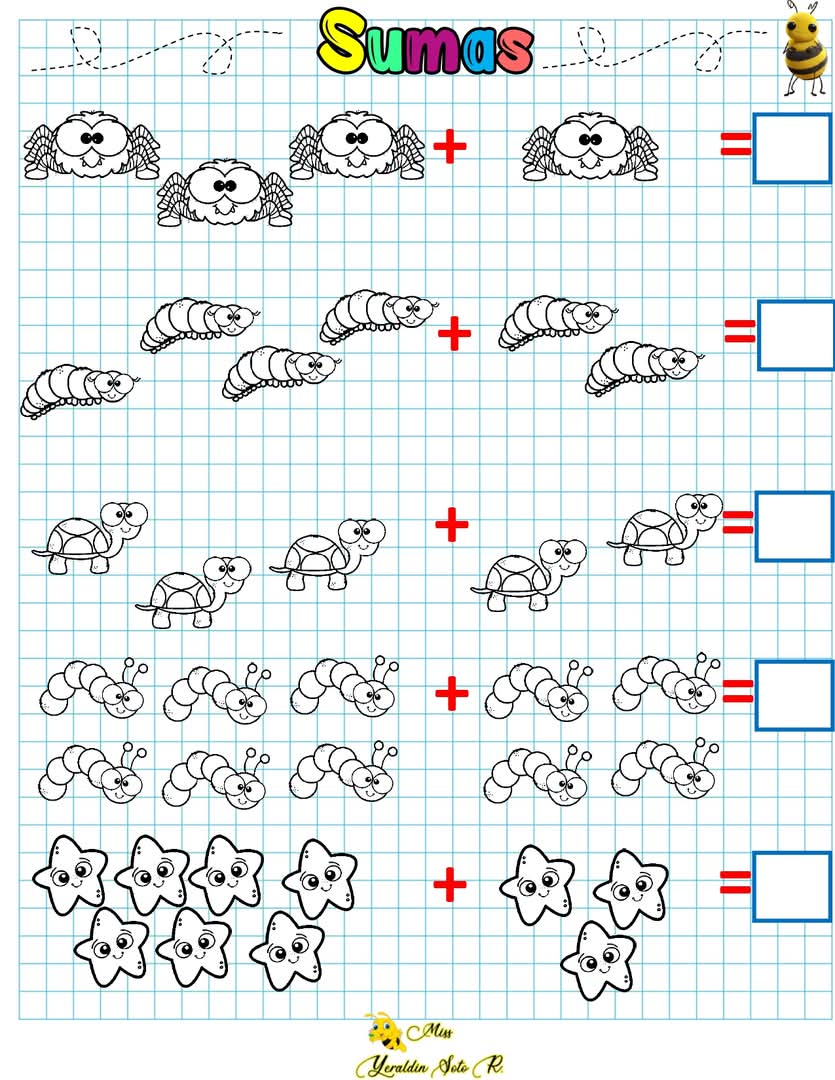 Sumas
+ =
+ =
+ =
+ =
+ =
Miss
Yeraldin Soto R.